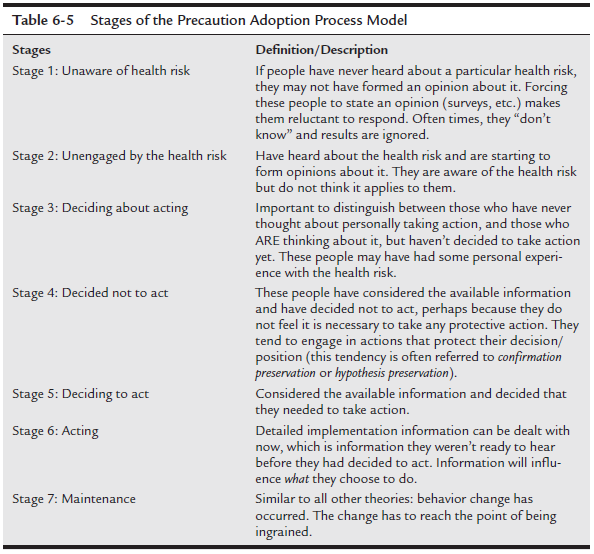 Table 6-5 Stages of the Precaution Adoption Process Model
Stages Definition/Description
Stage 1: Unaware of health risk If people have never heard about a particular health risk,
they may not have formed an opinion about it. Forcing
these people to state an opinion (surveys, etc.) makes
them reluctant to respond. Often times, they “don’t
know” and results are ignored.
Stage 2: Unengaged by the health risk Have heard about the health risk and are starting to
form opinions about it. They are aware of the health risk
but do not think it applies to them.
Stage 3: Deciding about acting Important to distinguish between those who have never
thought about personally taking action, and those who
ARE thinking about it, but haven’t decided to take action
yet. These people may have had some personal experi-
ence with the health risk.
Stage 4: Decided not to act These people have considered the available information
and have decided not to act, perhaps because they do
not feel it is necessary to take any protective action. They
tend to engage in actions that protect their decision/
position (this tendency is often referred to confirmation
preservation or hypothesis preservation).
Stage 5: Deciding to act Considered the available information and decided that
they needed to take action.
Stage 6: Acting Detailed implementation information can be dealt with
now, which is information they weren’t ready to hear
before they had decided to act. Information will influ-
ence what they choose to do.
Stage 7: Maintenance Similar to all other theories: behavior change has
occurred. The change has to reach the point of being
ingrained.